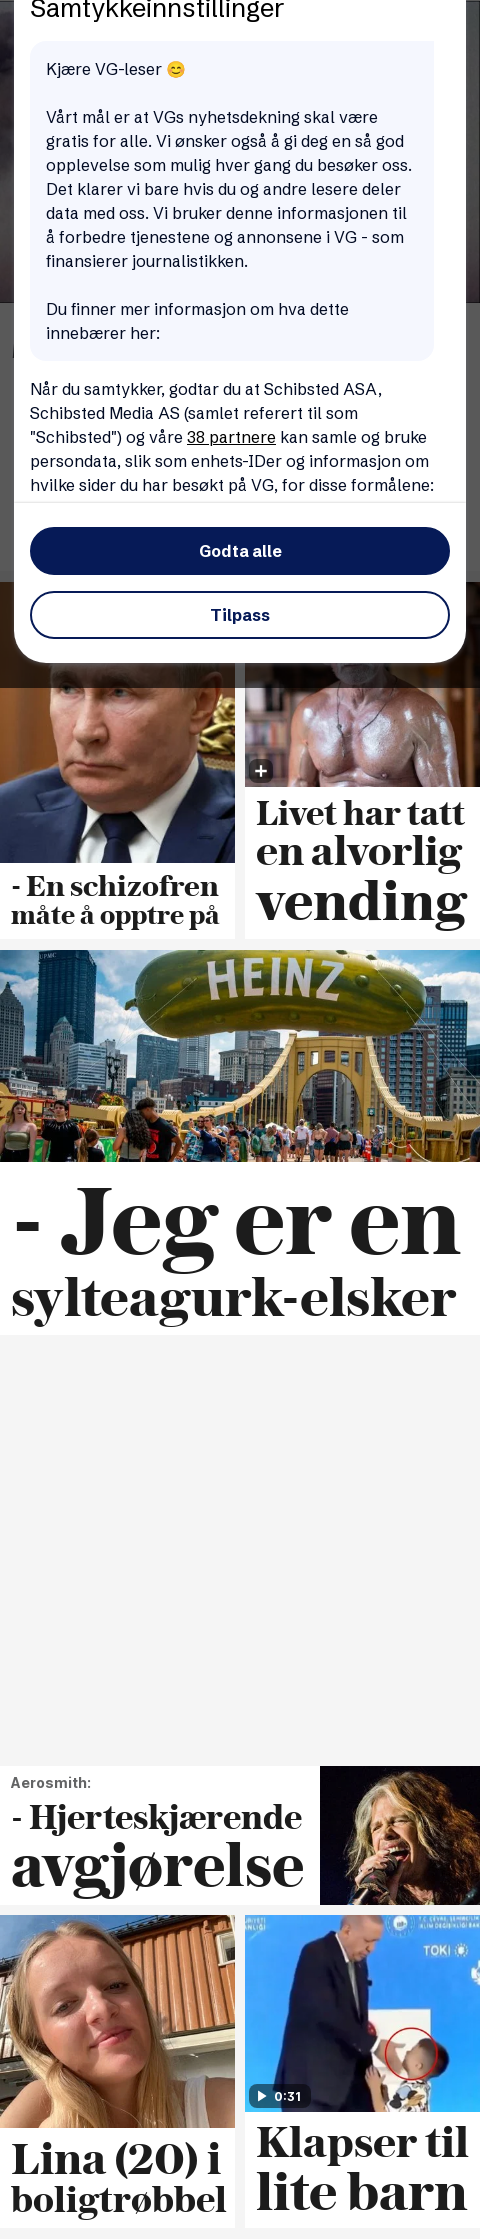 Samtykkeinnstillinger
Kjære VG-leser 😊
Vårt mål er at VGs nyhetsdekning skal være
gratis for alle. Vi ønsker også å gi deg en så god
opplevelse som mulig hver gang du besøker oss.
Det klarer vi bare hvis du og andre lesere deler
data med oss. Vi bruker denne informasjonen til
å forbedre tjenestene og annonsene i VG - som
finansierer journalistikken.
Du finner mer informasjon om hva dette
innebærer her:
Når du samtykker, godtar du at Schibsted ASA,
Schibsted Media AS (samlet referert til som
"Schibsted") og våre 38 partnere kan samle og bruke
persondata, slik som enhets-IDer og informasjon om
hvilke sider du har besøkt på VG, for disse formålene:
Godta alle
Tilpass
- En schizofren
måte å opptre på
Livet har tatt
en alvorlig
vending
HEINZ
- Jeg er en
sylteagurk-elsker
Aerosmith:
- Hjerteskjærende
avgjørelse
TOKİ
0:31
Lina (20) i
boligtrøbbel
Klapser til
lite barn